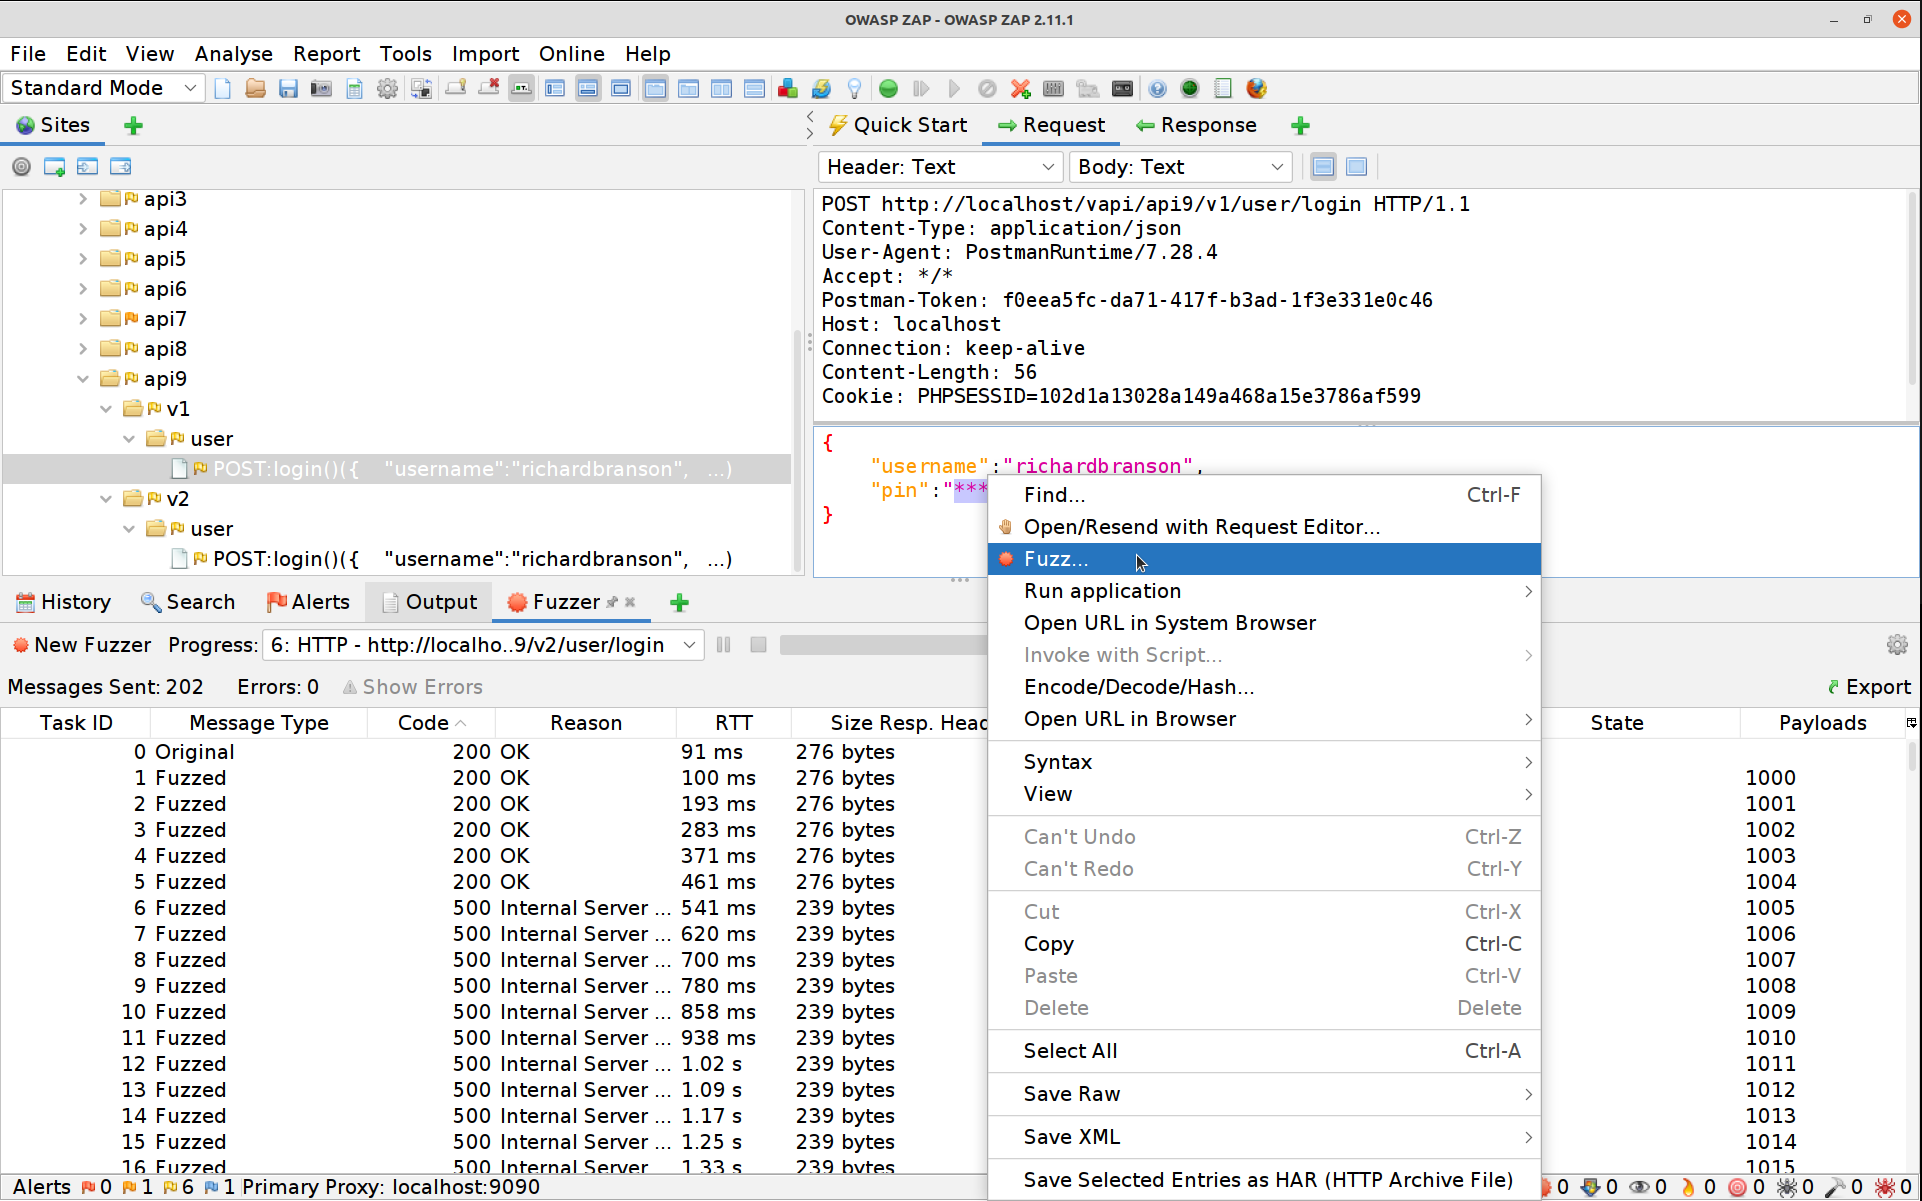 OWASP ZAP - OWASP ZAP 2.11.1
File Edit View Analyse Report Tools Import Online Help
Standard Mode
Sites
Quick Start Request Response
Header: Text Body: Text
api3
api4
api5
api6
api7
api8
api9
v1
user
POST:login()({ "username":"richardbranson", ...)
v2
user
POST:login()({ "username":"richardbranson", ...)
POST http://localhost/vapi/api9/v1/user/login HTTP/1.1
Content-Type: application/json
User-Agent: PostmanRuntime/7.28.4
Accept: */*
Postman-Token: f0eea5fc-da71-417f-b3ad-1f3e331e0c46
Host: localhost
Connection: keep-alive
Content-Length: 56
Cookie: PHPSESSID=102d1a13028a149a468a15e3786af599
{
"username":"richardbranson",
"pin":"***
}
Find... Ctrl-F
Open/Resend with Request Editor...
Fuzz...
Run application
Open URL in System Browser
Invoke with Script...
Encode/Decode/Hash...
Open URL in Browser
Syntax
View
Can't Undo Ctrl-Z
Can't Redo Ctrl-Y
Cut Ctrl-X
Copy Ctrl-C
Paste Ctrl-V
Delete Delete
Select All Ctrl-A
Save Raw
Save XML
Save Selected Entries as HAR (HTTP Archive File)
History Search Alerts Output Fuzzer
New Fuzzer Progress: 6: HTTP - http://localho..9/v2/user/login
Messages Sent: 202 Errors: 0 Show Errors Export
Task ID Message Type Code Reason RTT Size Resp. Head State Payloads
0 Original 200 OK 91 ms 276 bytes
1 Fuzzed 200 OK 100 ms 276 bytes 1000
2 Fuzzed 200 OK 193 ms 276 bytes 1001
3 Fuzzed 200 OK 283 ms 276 bytes 1002
4 Fuzzed 200 OK 371 ms 276 bytes 1003
5 Fuzzed 200 OK 461 ms 276 bytes 1004
6 Fuzzed 500 Internal Server ... 541 ms 239 bytes 1005
7 Fuzzed 500 Internal Server ... 620 ms 239 bytes 1006
8 Fuzzed 500 Internal Server ... 700 ms 239 bytes 1007
9 Fuzzed 500 Internal Server ... 780 ms 239 bytes 1008
10 Fuzzed 500 Internal Server ... 858 ms 239 bytes 1009
11 Fuzzed 500 Internal Server ... 938 ms 239 bytes 1010
12 Fuzzed 500 Internal Server ... 1.02 s 239 bytes 1011
13 Fuzzed 500 Internal Server ... 1.09 s 239 bytes 1012
14 Fuzzed 500 Internal Server ... 1.17 s 239 bytes 1013
15 Fuzzed 500 Internal Server ... 1.25 s 239 bytes 1014
16 Fuzzed 500 Internal Server ... 1.33 s 239 bytes 1015
Alerts 0 1 6 1 Primary Proxy: localhost:9090 0 0 0 0 0 0 0 0 0